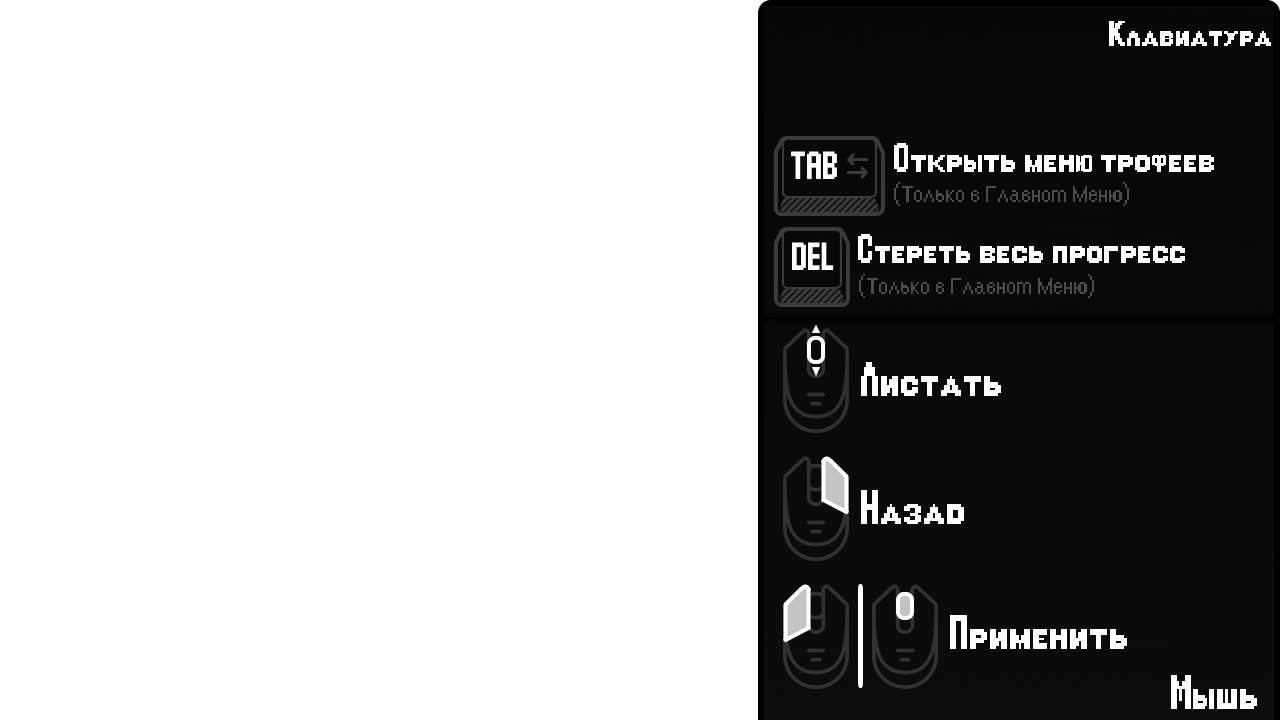 Клавиатура
TAB Открыть меню трофеев
(Только в Главном Меню)
DEL Стереть весь прогресс
(Только в Главном Меню)
Листать
Назад
Применить
Мышь